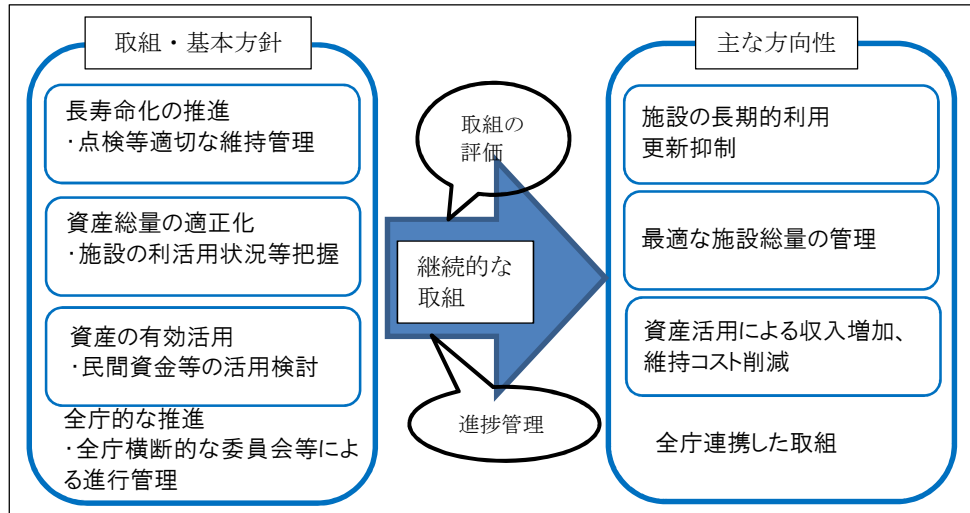 取組・基本方針
長寿命化の推進
・点検等適切な維持管理
資産総量の適正化
・施設の利活用状況等把握
資産の有効活用
・民間資金等の活用検討
全庁的な推進
・全庁横断的な委員会等によ
る進行管理
取組の
評価
継続的な
取組
進捗管理
主な方向性
施設の長期的利用
更新抑制
最適な施設総量の管理
資産活用による収入増加、
維持コスト削減
全庁連携した取組